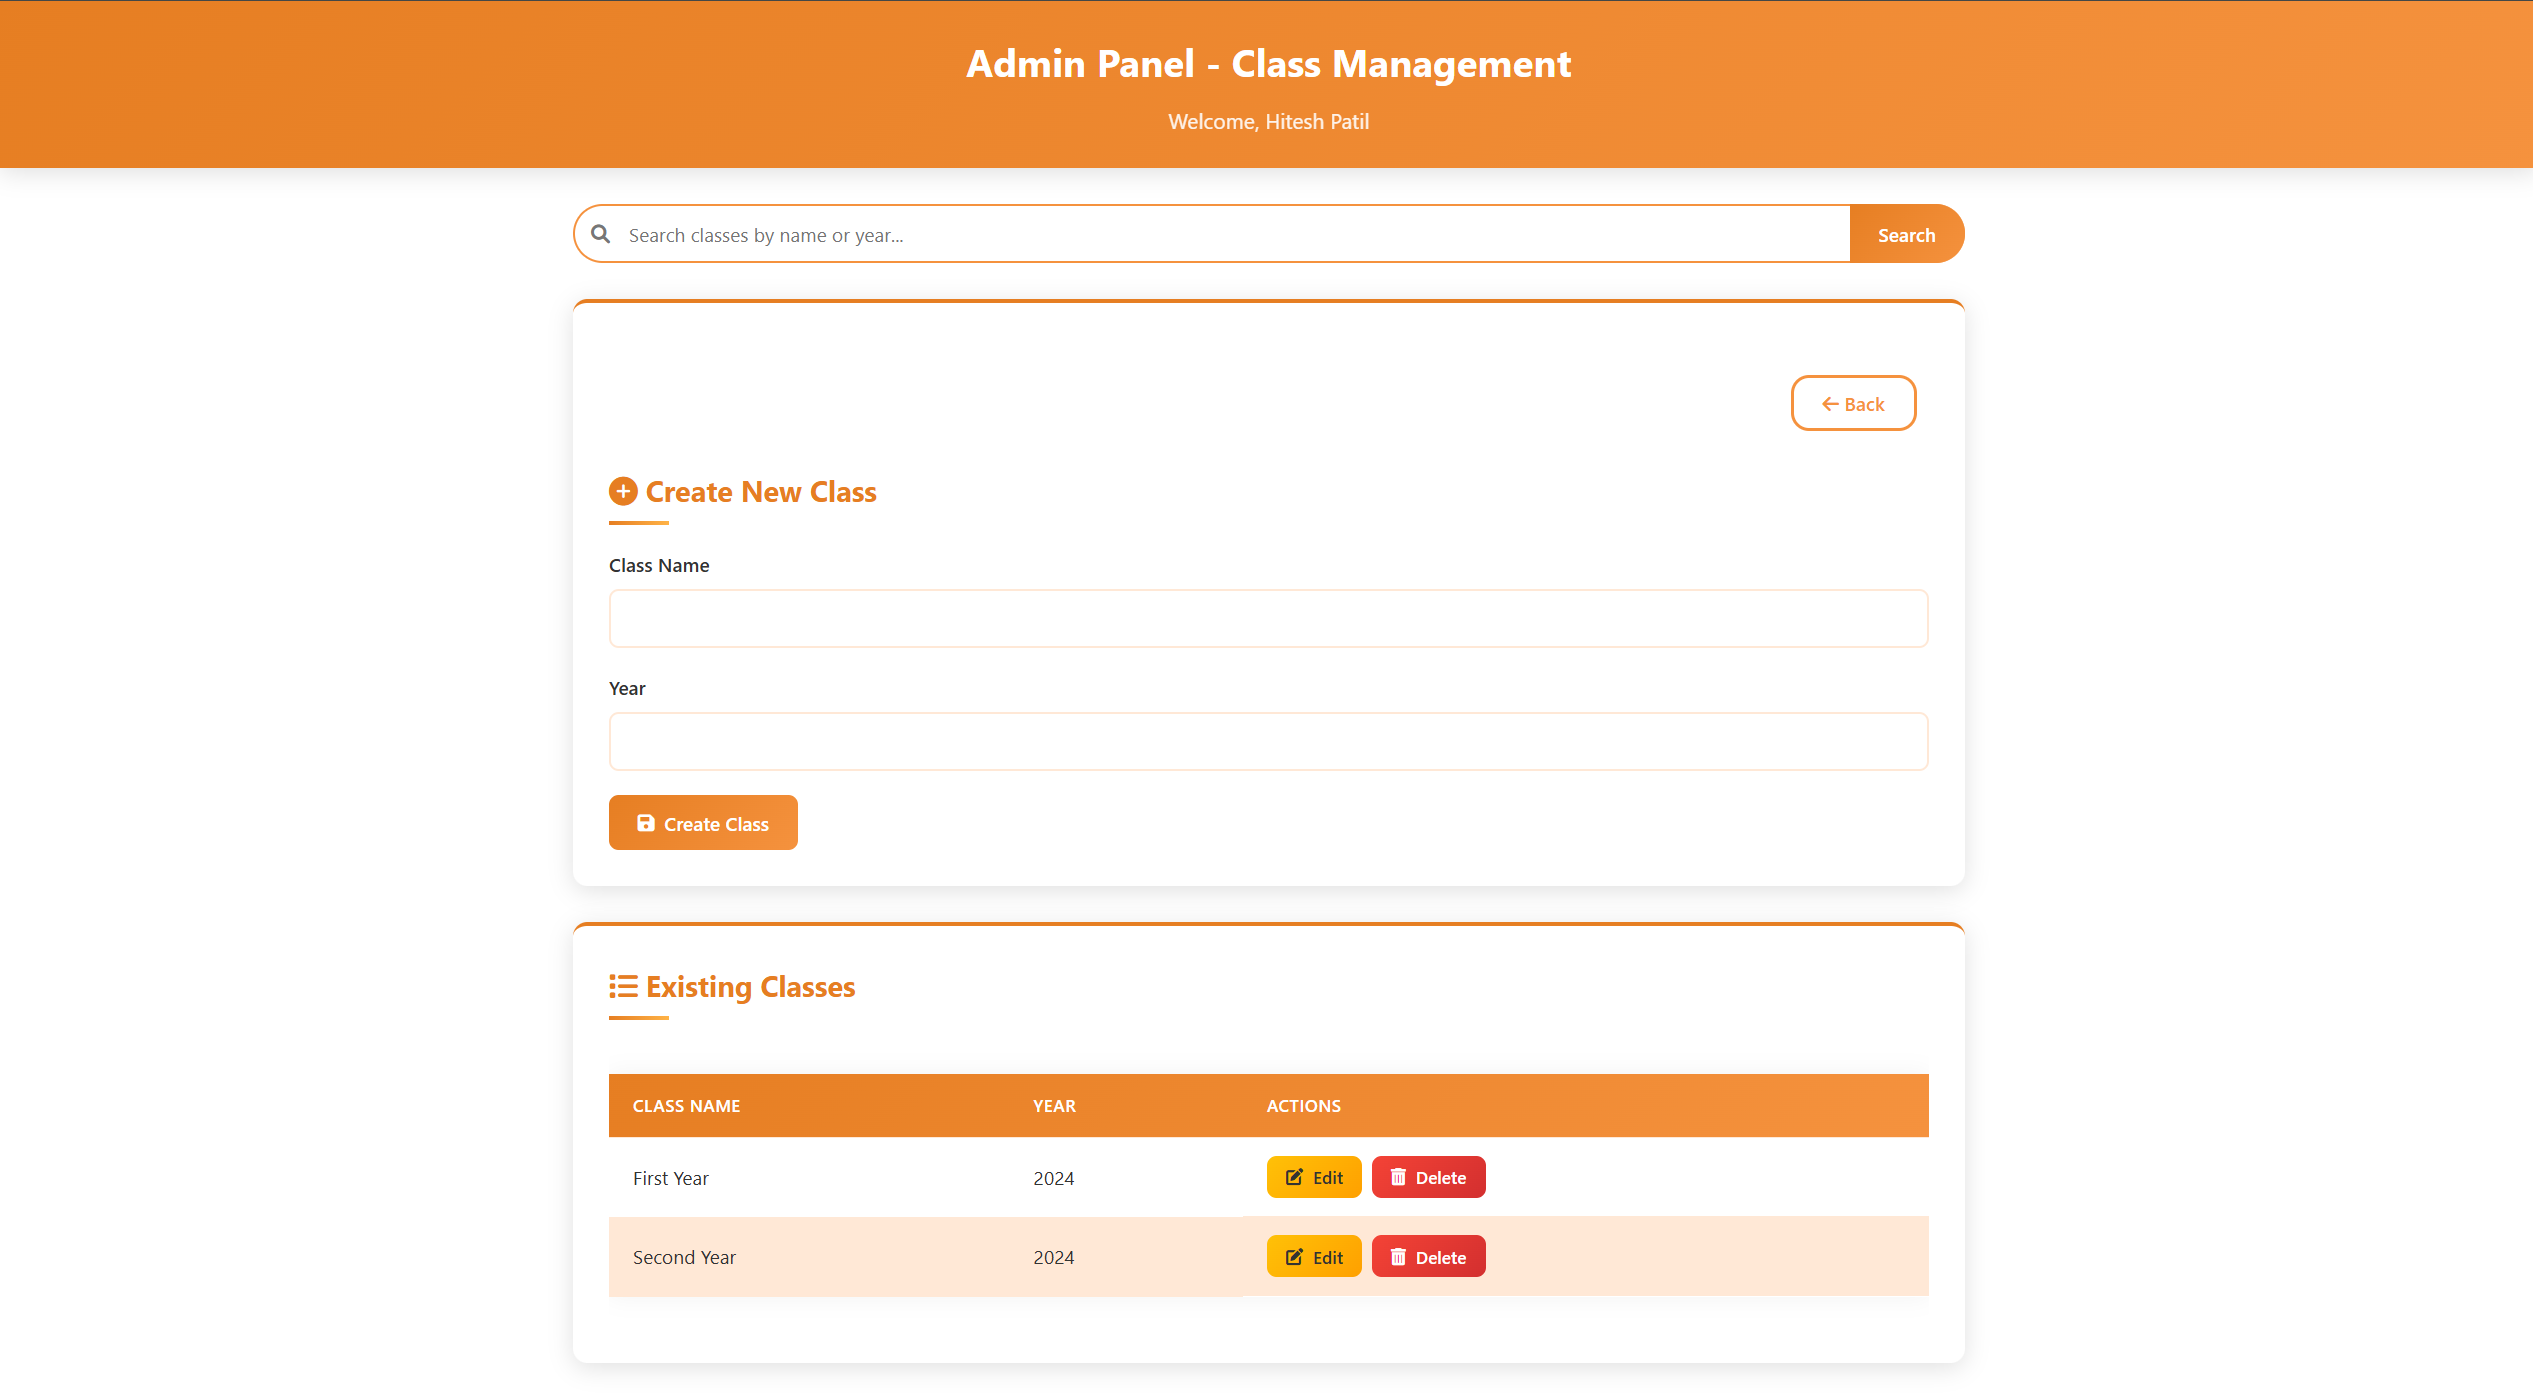 Admin Panel - Class Management
Welcome, Hitesh Patil
Search classes by name or year...
Search
Back
Create New Class
Class Name
Year
Create Class
Existing Classes
CLASS NAME YEAR ACTIONS
First Year 2024 Edit Delete
Second Year 2024 Edit Delete